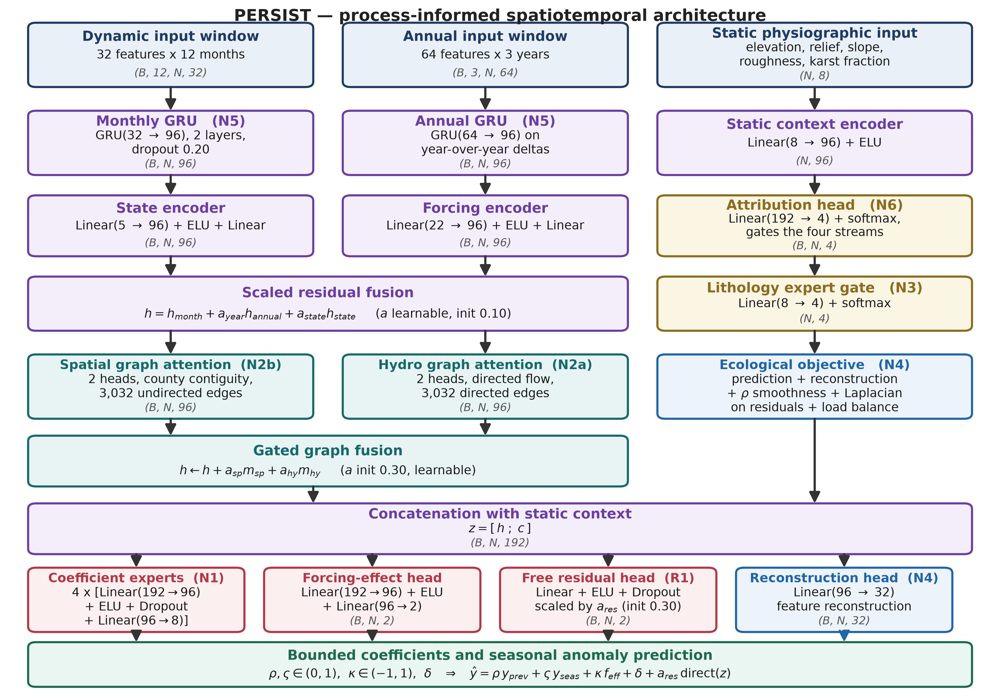 PERSIST — process-informed spatiotemporal architecture
Dynamic input window
32 features x 12 months
(B, 12, N, 32)
Annual input window
64 features x 3 years
(B, 3, N, 64)
Static physiographic input
elevation, relief, slope,
roughness, karst fraction
(N, 8)
Monthly GRU (N5)
GRU(32 → 96), 2 layers,
dropout 0.20
(B, N, 96)
Annual GRU (N5)
GRU(64 → 96) on
year-over-year deltas
(B, N, 96)
Static context encoder
Linear(8 → 96) + ELU
(N, 96)
State encoder
Linear(5 → 96) + ELU + Linear
(B, N, 96)
Forcing encoder
Linear(22 → 96) + ELU + Linear
(B, N, 96)
Attribution head (N6)
Linear(192 → 4) + softmax,
gates the four streams
(B, N, 4)
Scaled residual fusion
h = h_month + a_year h_annual + a_state h_state (a learnable, init 0.10)
Lithology expert gate (N3)
Linear(8 → 4) + softmax
(N, 4)
Spatial graph attention (N2b)
2 heads, county contiguity,
3,032 undirected edges
(B, N, 96)
Hydro graph attention (N2a)
2 heads, directed flow,
3,032 directed edges
(B, N, 96)
Ecological objective (N4)
prediction + reconstruction
+ ρ smoothness + Laplacian
on residuals + load balance
Gated graph fusion
h ← h + a_sp m_sp + a_hy m_hy (a init 0.30, learnable)
Concatenation with static context
z = [h ; c]
(B, N, 192)
Coefficient experts (N1)
4 x [Linear(192→96)
+ ELU + Dropout
+ Linear(96→8)]
Forcing-effect head
Linear(192→96) + ELU
+ Linear(96→2)
(B, N, 2)
Free residual head (R1)
Linear + ELU + Dropout
scaled by a_res (init 0.30)
(B, N, 2)
Reconstruction head (N4)
Linear(96 → 32)
feature reconstruction
(B, N, 32)
Bounded coefficients and seasonal anomaly prediction
ρ, ς ∈ (0, 1), κ ∈ (−1, 1), δ ⇒ ŷ = ρ y_prev + ς y_seas + κ f_eff + δ + a_res direct(z)